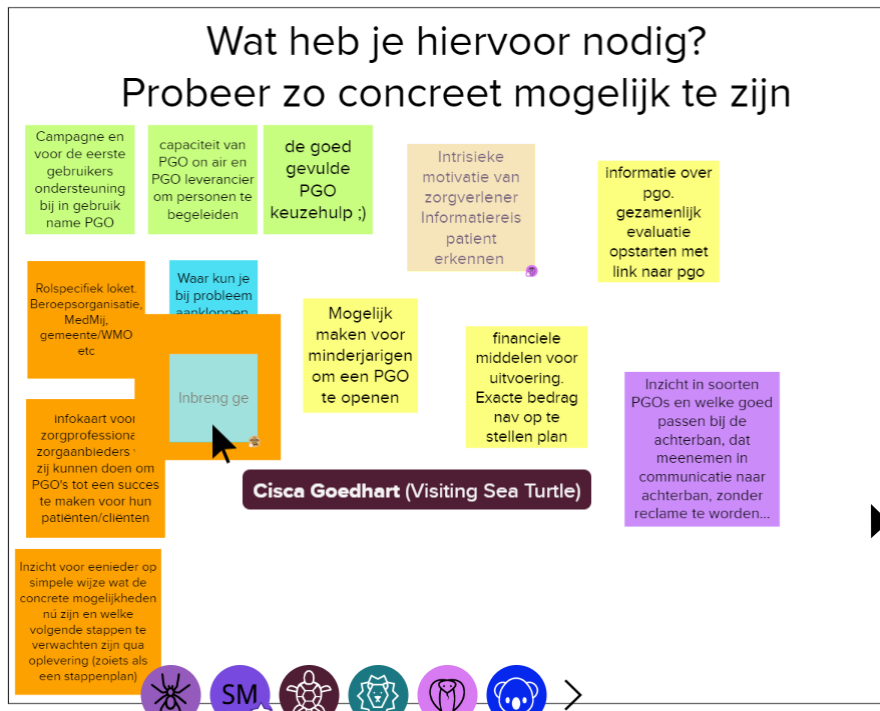 Wat heb je hiervoor nodig?
Probeer zo concreet mogelijk te zijn
Campagne en
voor de eerste
gebruikers
ondersteuning
bij in gebruik
name PGO
capaciteit van
PGO on air en
PGO leverancier
om personen te
begeleiden
de goed
gevulde
PGO
keuzehulp ;)
Intrisieke
motivatie van
zorgverlener
Informatiereis
patient
erkennen
informatie over
pgo.
gezamenlijk
evaluatie
opstarten met
link naar pgo
Rolspecifiek loket.
Beroepsorganisatie,
MedMij,
gemeente/WMO
etc
Waar kun je
bij probleem
aankloppen
Inbreng ge
Mogelijk
maken voor
minderjarigen
om een PGO
te openen
financiele
middelen voor
uitvoering.
Exacte bedrag
nav op te
stellen plan
Inzicht in soorten
PGOs en welke goed
passen bij de
achterban, dat
meenemen in
communicatie naar
achterban, zonder
reclame te worden...
infokaart voor
zorgprofessiona
zorgaanbieders
zij kunnen doen om
PGO's tot een succes
te maken voor hun
patiënten/cliënten
Cisca Goedhart (Visiting Sea Turtle)
Inzicht voor eenieder op
simpele wijze wat de
concrete mogelijkheden
nú zijn en welke
volgende stappen te
verwachten zijn qua
oplevering (zoiets als
een stappenplan)
SM